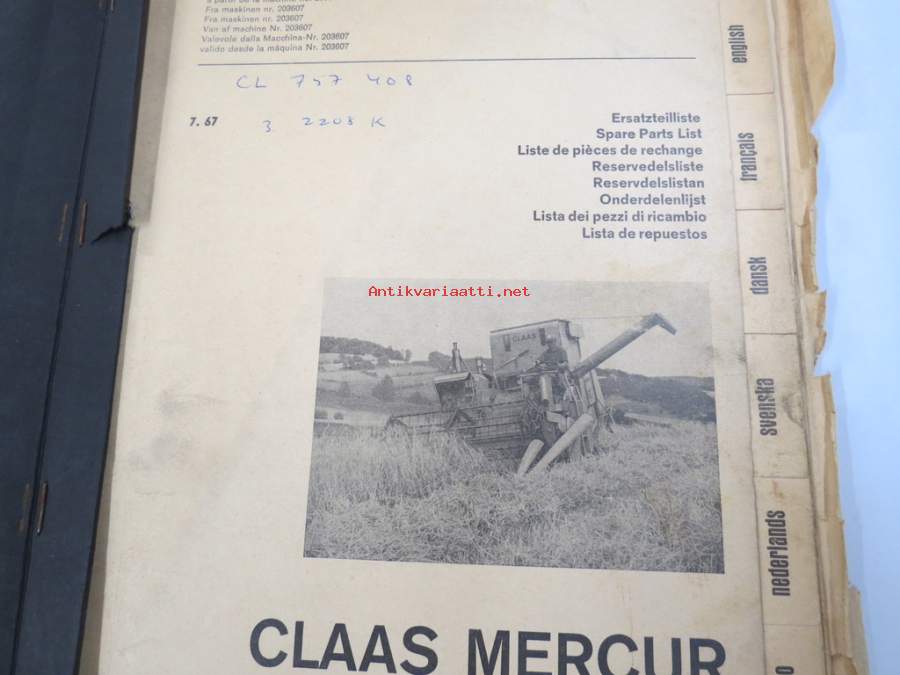 Fra maskinen nr. 203607
Fra maskinen nr. 203607
Van af machine Nr. 203607
Valevole dalla Macchina-Nr. 203607
valido desde la máquina Nr. 203607
CL 757 408
7. 67
3 2208 K
Ersatzteilliste
Spare Parts List
Liste de pièces de rechange
Reservedelsliste
Reservdelslistan
Onderdelenlijst
Lista dei pezzi di ricambio
Lista de repuestos
Antikvariaatti.net
CLAAS
CLAAS MERCUR
english
français
dansk
svenska
nederlands